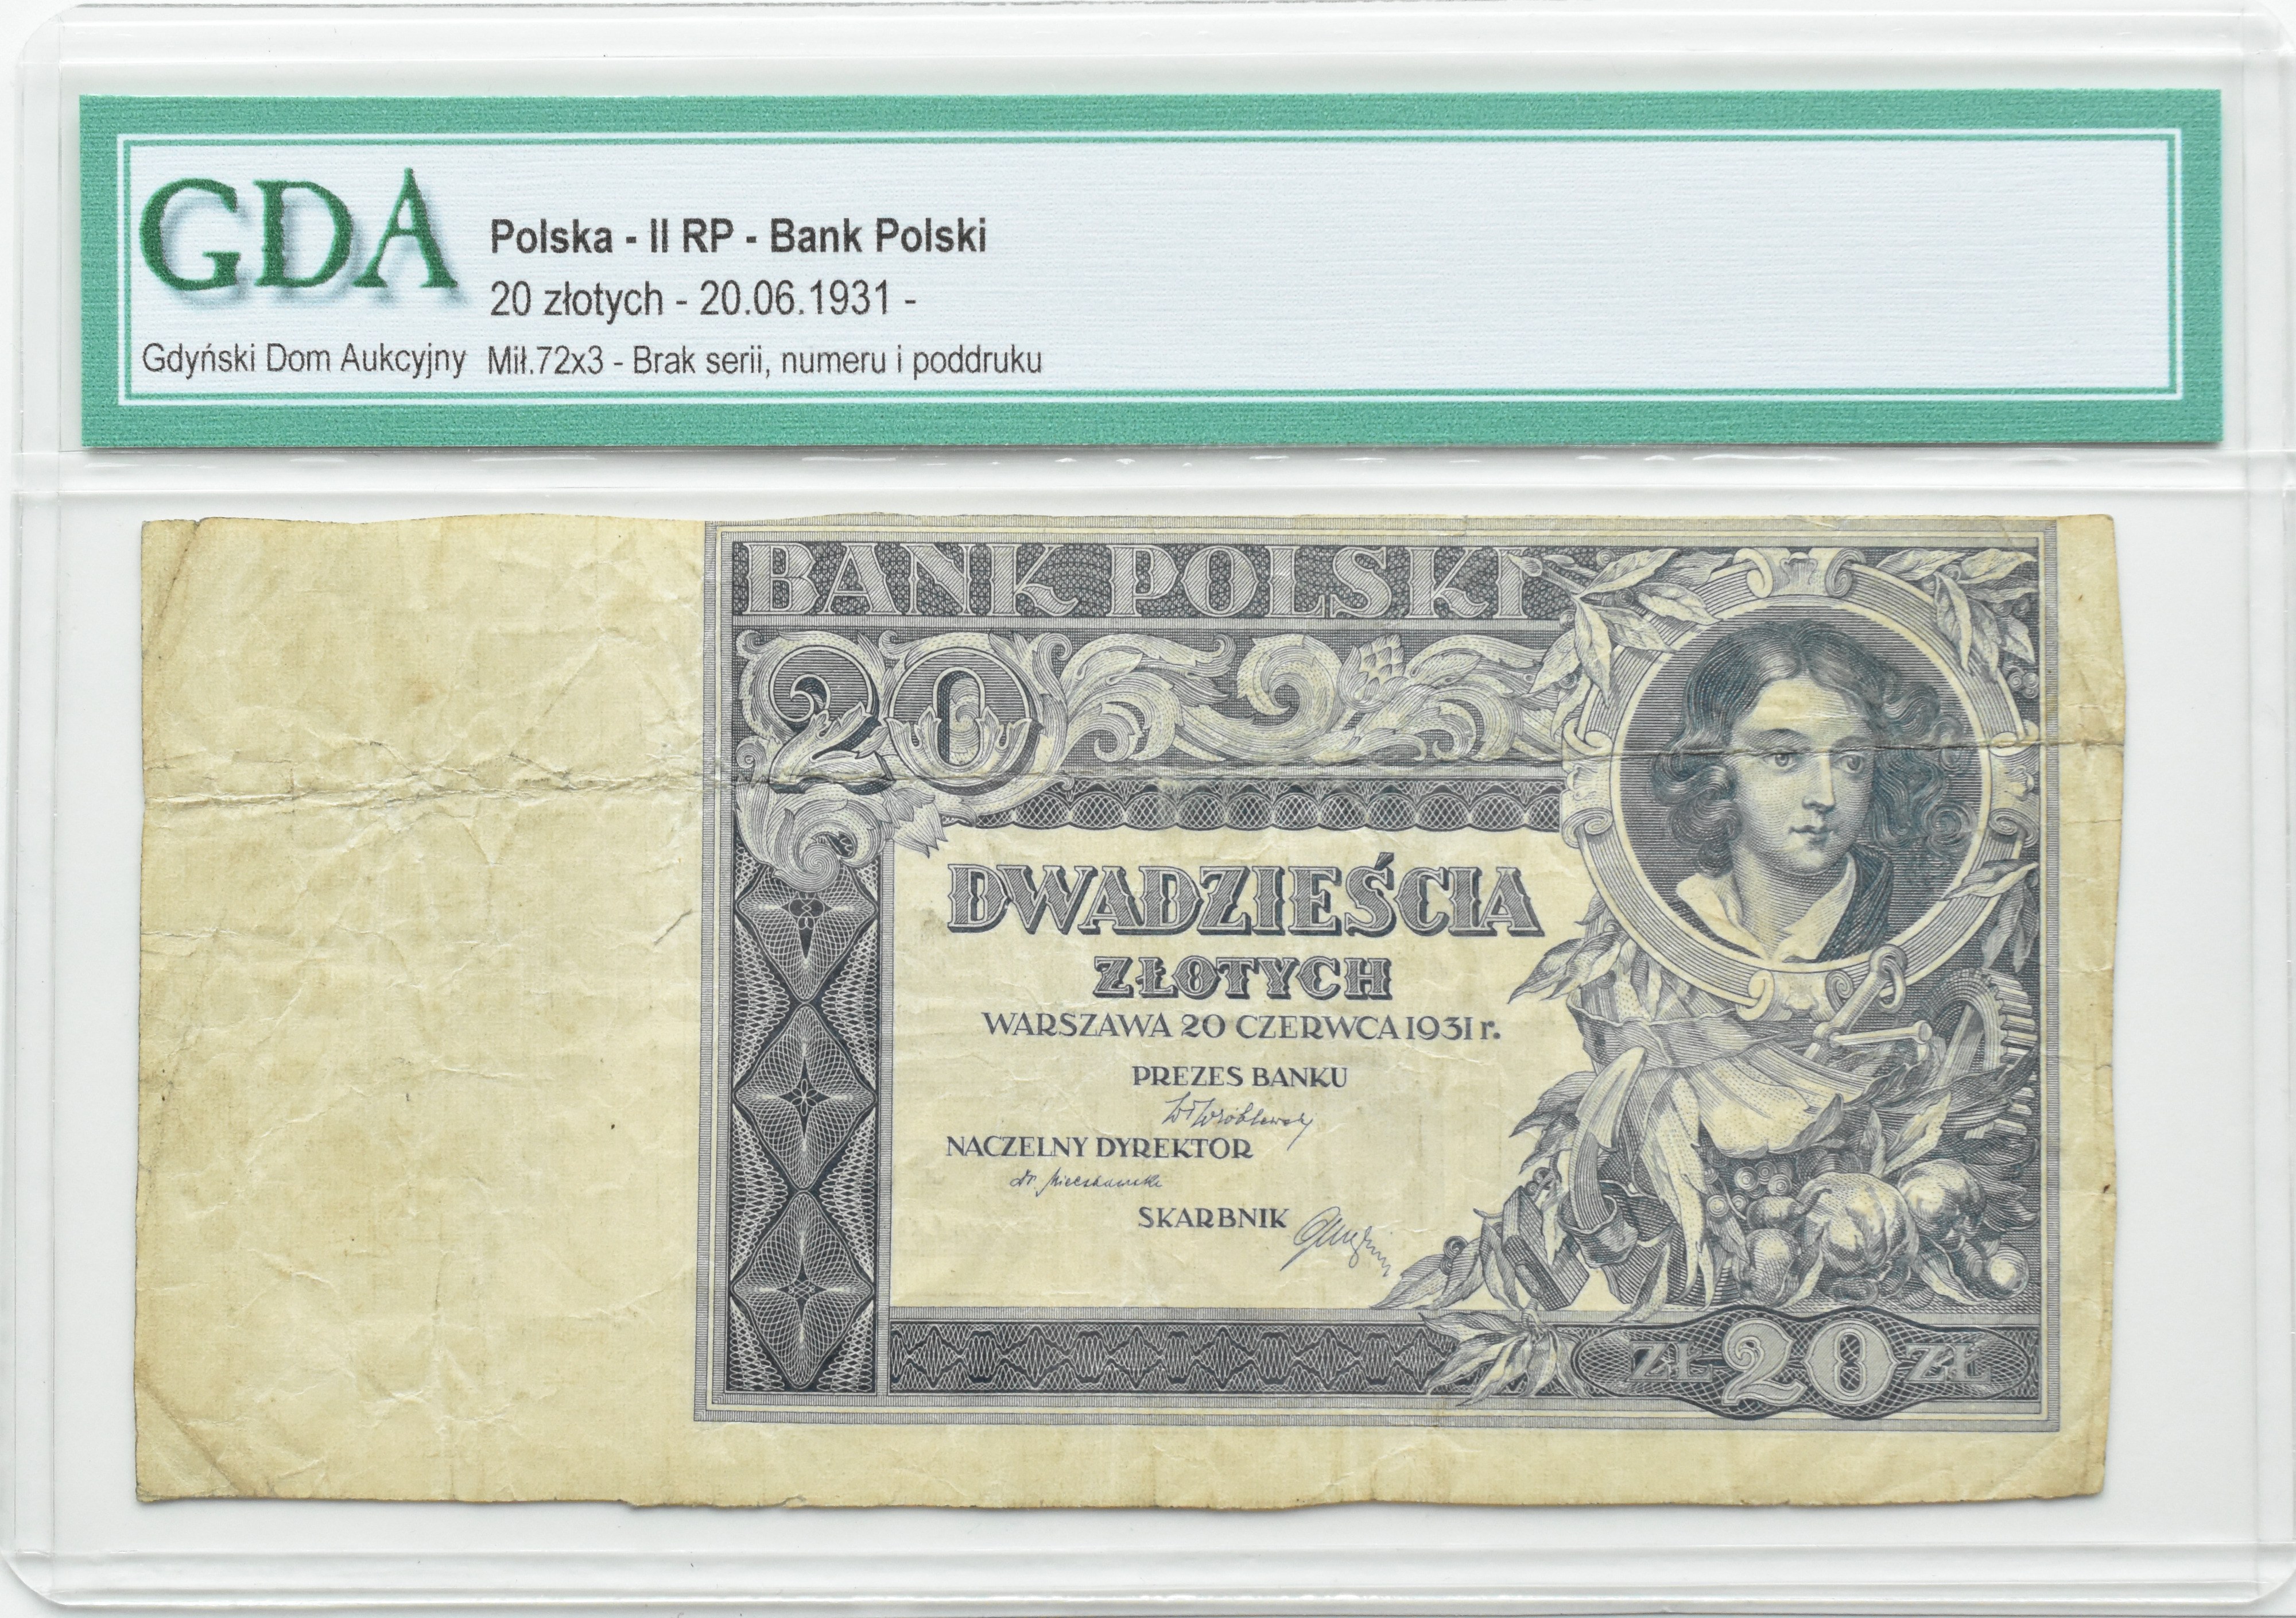 GDA
Gdyński Dom Aukcyjny
Polska - II RP - Bank Polski
20 złotych - 20.06.1931 -
Mił.72x3 - Brak serii, numeru i poddruku
BANK POLSKI
20
DWADZIEŚCIA
ZŁOTYCH
WARSZAWA 20 CZERWCA 1931 r.
PREZES BANKU
NACZELNY DYREKTOR
SKARBNIK
ZŁ 20 ZŁ